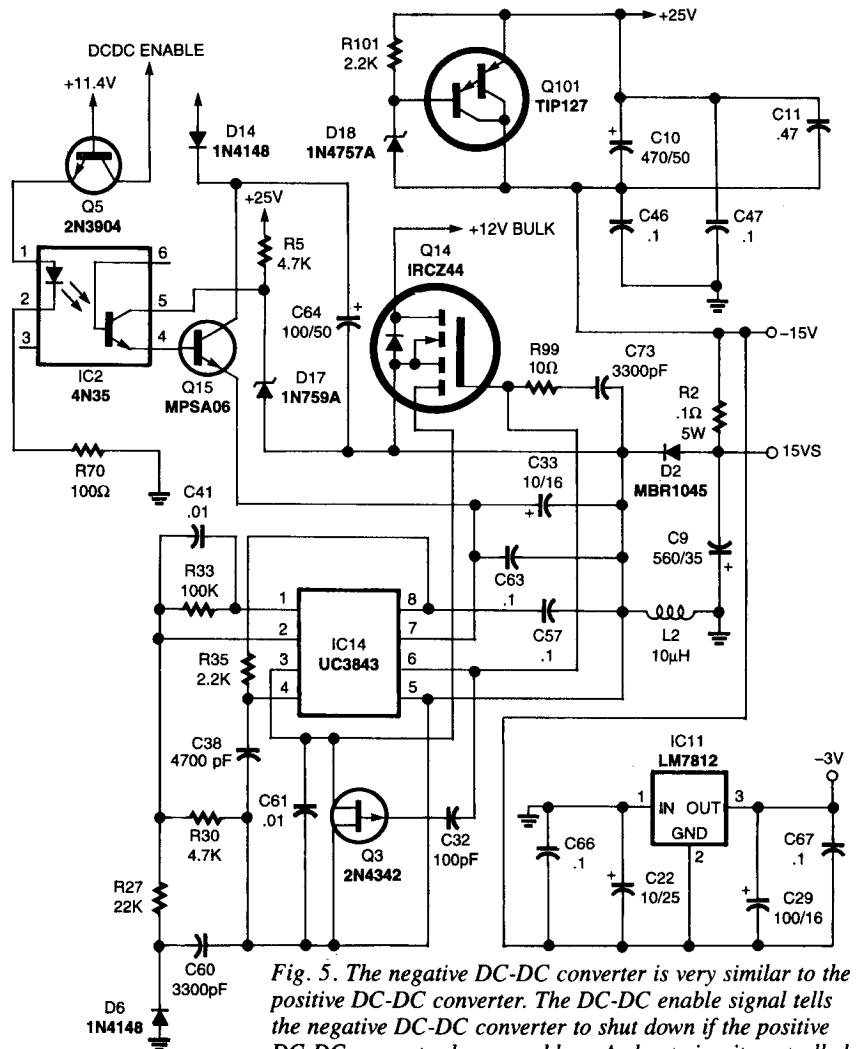 DCDC ENABLE
+11.4V
Q5
2N3904
D14
1N4148
+25V
R5
4.7K
R101
2.2K
D18
1N4757A
Q101
TIP127
+25V
C10
470/50
C11
.47
C46
.1
C47
.1
1
2
3
6
5
4
IC2
4N35
Q15
MPSA06
C64
100/50
D17
1N759A
Q14
IRCZ44
+12V BULK
R99
10Ω
C73
3300pF
–15V
R2
.1Ω
5W
15VS
D2
MBR1045
R70
100Ω
C41
.01
R33
100K
C33
10/16
C63
.1
C9
560/35
C57
.1
L2
10µH
1
2
3
4
8
7
6
5
IC14
UC3843
R35
2.2K
C38
4700 pF
R30
4.7K
C61
.01
Q3
2N4342
C32
100pF
R27
22K
C60
3300pF
D6
1N4148
IC11
LM7812
1
IN OUT
3
GND
2
–3V
C66
.1
C22
10/25
C29
100/16
C67
.1
Fig. 5. The negative DC-DC converter is very similar to the
positive DC-DC converter. The DC-DC enable signal tells
the negative DC-DC converter to shut down if the positive